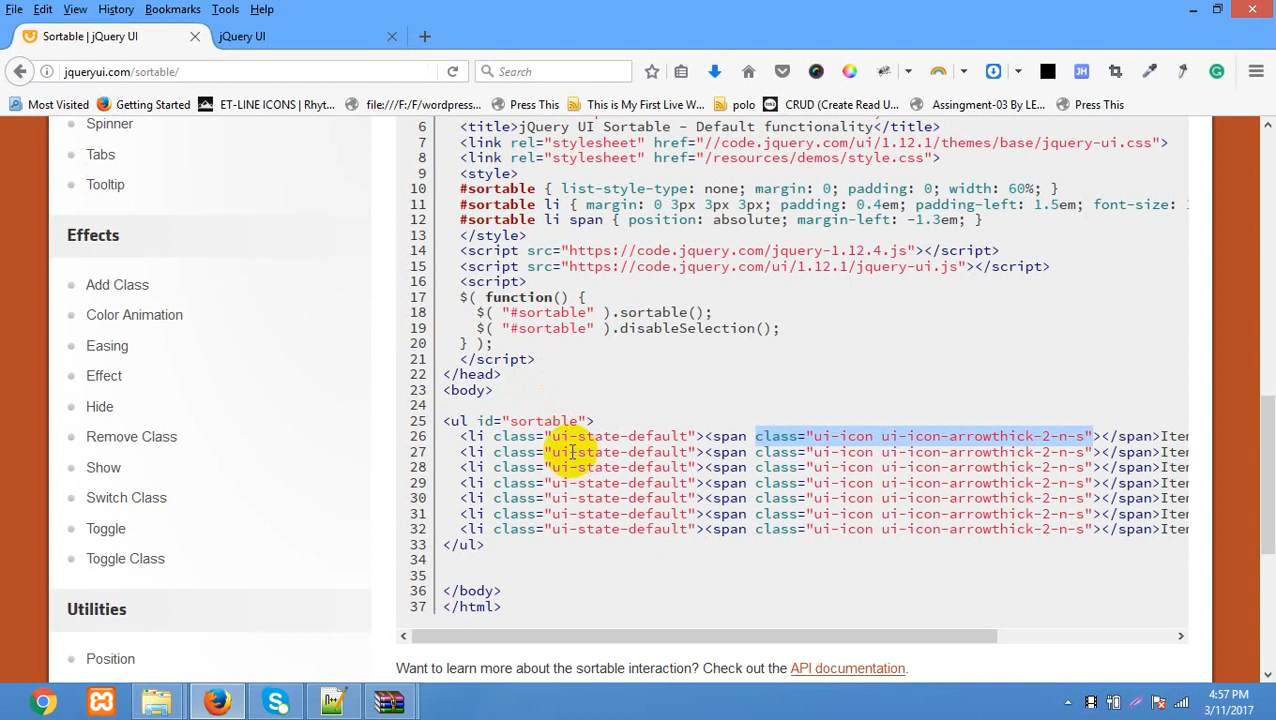 File Edit View History Bookmarks Tools Help
Sortable | jQuery UI
jQuery UI
jqueryui.com/sortable/
Search
Most Visited
Getting Started
ET-LINE ICONS | Rhyt...
file:///F:/F/wordpress...
Press This
This is My First Live W...
polo
CRUD (Create Read U...
Assingment-03 By LE...
Press This
Spinner
Tabs
Tooltip
Effects
Add Class
Color Animation
Easing
Effect
Hide
Remove Class
Show
Switch Class
Toggle
Toggle Class
Utilities
Position
6 <title>jQuery UI Sortable - Default functionality</title>
7 <link rel="stylesheet" href="//code.jquery.com/ui/1.12.1/themes/base/jquery-ui.css">
8 <link rel="stylesheet" href="/resources/demos/style.css">
9 <style>
10 #sortable { list-style-type: none; margin: 0; padding: 0; width: 60%; }
11 #sortable li { margin: 0 3px 3px 3px; padding: 0.4em; padding-left: 1.5em; font-size: 1
12 #sortable li span { position: absolute; margin-left: -1.3em; }
13 </style>
14 <script src="https://code.jquery.com/jquery-1.12.4.js"></script>
15 <script src="https://code.jquery.com/ui/1.12.1/jquery-ui.js"></script>
16 <script>
17 $( function() {
18 $( "#sortable" ).sortable();
19 $( "#sortable" ).disableSelection();
20 } );
21 </script>
22 </head>
23 <body>
24
25 <ul id="sortable">
26 <li class="ui-state-default"><span class="ui-icon ui-icon-arrowthick-2-n-s"></span>Item
27 <li class="ui-state-default"><span class="ui-icon ui-icon-arrowthick-2-n-s"></span>Item
28 <li class="ui-state-default"><span class="ui-icon ui-icon-arrowthick-2-n-s"></span>Item
29 <li class="ui-state-default"><span class="ui-icon ui-icon-arrowthick-2-n-s"></span>Item
30 <li class="ui-state-default"><span class="ui-icon ui-icon-arrowthick-2-n-s"></span>Item
31 <li class="ui-state-default"><span class="ui-icon ui-icon-arrowthick-2-n-s"></span>Item
32 <li class="ui-state-default"><span class="ui-icon ui-icon-arrowthick-2-n-s"></span>Item
33 </ul>
34
35
36 </body>
37 </html>
Want to learn more about the sortable interaction? Check out the API documentation.
4:57 PM
3/11/2017